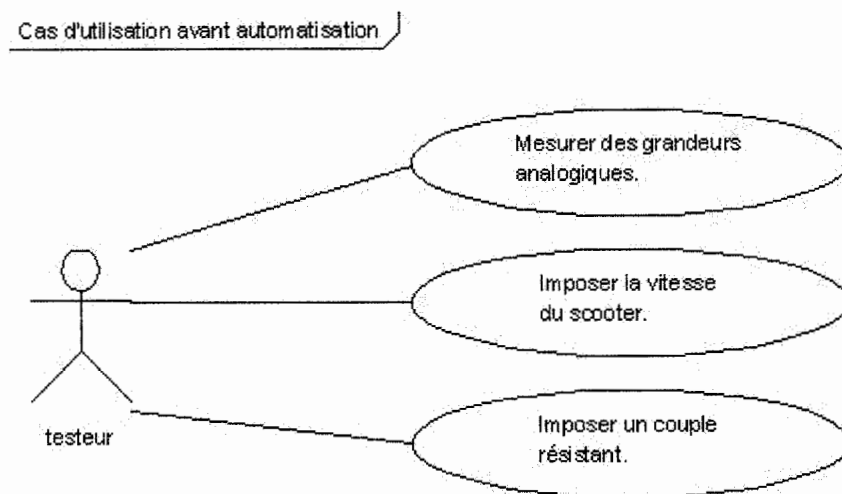 Cas d'utilisation avant automatisation
Mesurer des grandeurs
analogiques.
Imposer la vitesse
du scooter.
testeur
Imposer un couple
résistant.